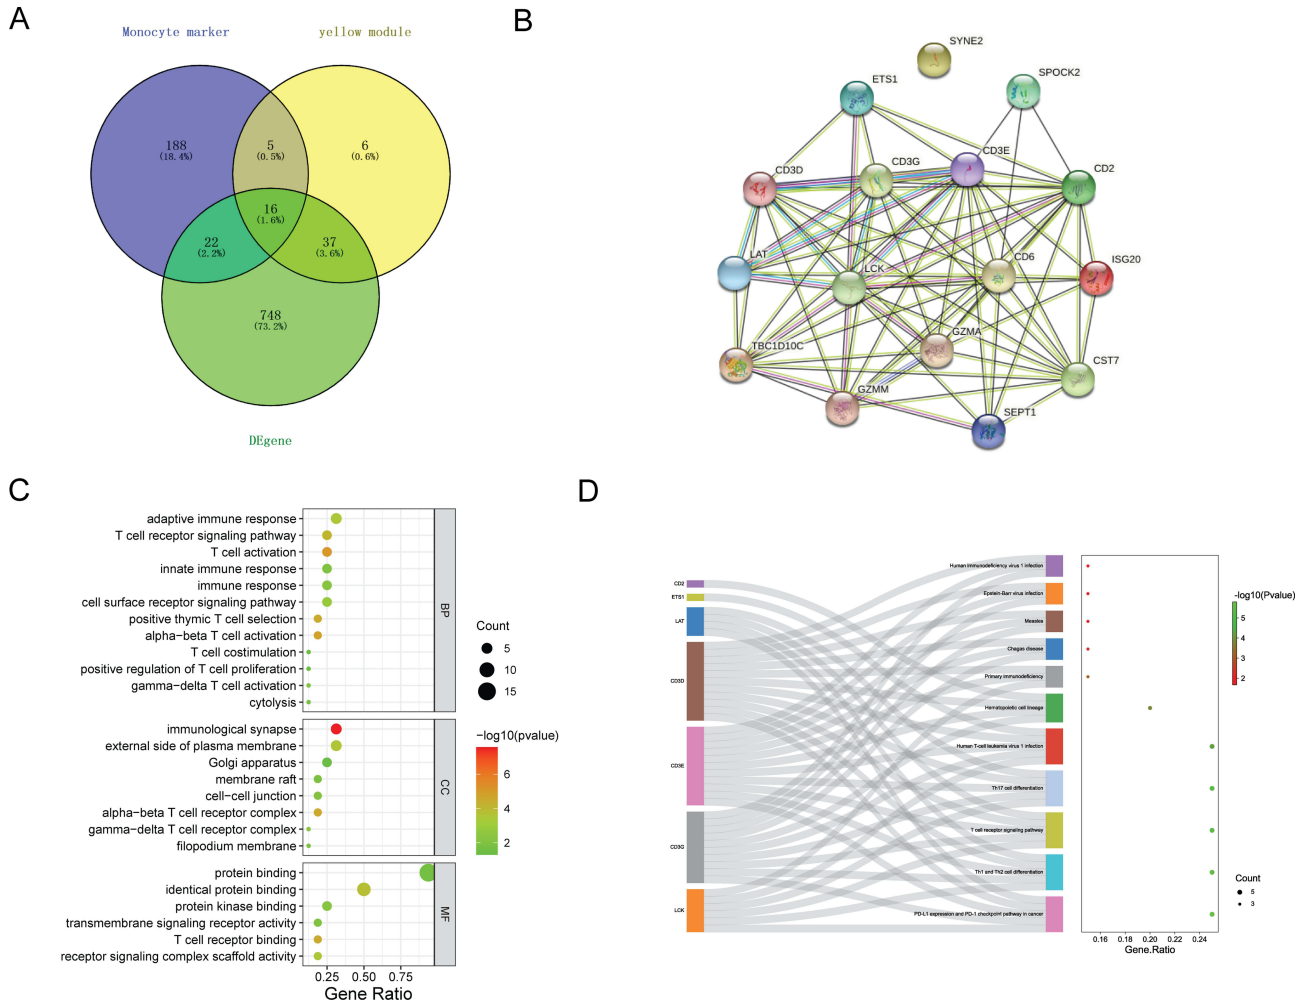 A
Monocyte marker
yellow module
188
(18.4%)
5
(0.5%)
6
(0.6%)
16
(1.6%)
22
(2.2%)
37
(3.6%)
748
(73.2%)
DEgene
B
SYNE2
ETS1
SPOCK2
CD3D
CD3G
CD3E
CD2
LAT
LCK
CD6
ISG20
TBC1D10C
GZMA
CST7
GZMM
SEPT1
C
adaptive immune response
T cell receptor signaling pathway
T cell activation
innate immune response
immune response
cell surface receptor signaling pathway
positive thymic T cell selection
alpha−beta T cell activation
T cell costimulation
positive regulation of T cell proliferation
gamma−delta T cell activation
cytolysis
BP
immunological synapse
external side of plasma membrane
Golgi apparatus
membrane raft
cell−cell junction
alpha−beta T cell receptor complex
gamma−delta T cell receptor complex
filopodium membrane
CC
protein binding
identical protein binding
protein kinase binding
transmembrane signaling receptor activity
T cell receptor binding
receptor signaling complex scaffold activity
MF
0.25 0.50 0.75
Gene Ratio
Count
5
10
15
−log10(pvalue)
6
4
2
D
CD2
ETS1
LAT
CD3D
CD3E
CD3G
LCK
Human immunodeficiency virus 1 infection
Epstein-Barr virus infection
Measles
Chagas disease
Primary immunodeficiency
Hematopoietic cell lineage
Human T-cell leukemia virus 1 infection
Th17 cell differentiation
T cell receptor signaling pathway
Th1 and Th2 cell differentiation
PD-L1 expression and PD-1 checkpoint pathway in cancer
0.16 0.18 0.20 0.22 0.24
Gene.Ratio
-log10(Pvalue)
5
4
3
2
Count
5
3